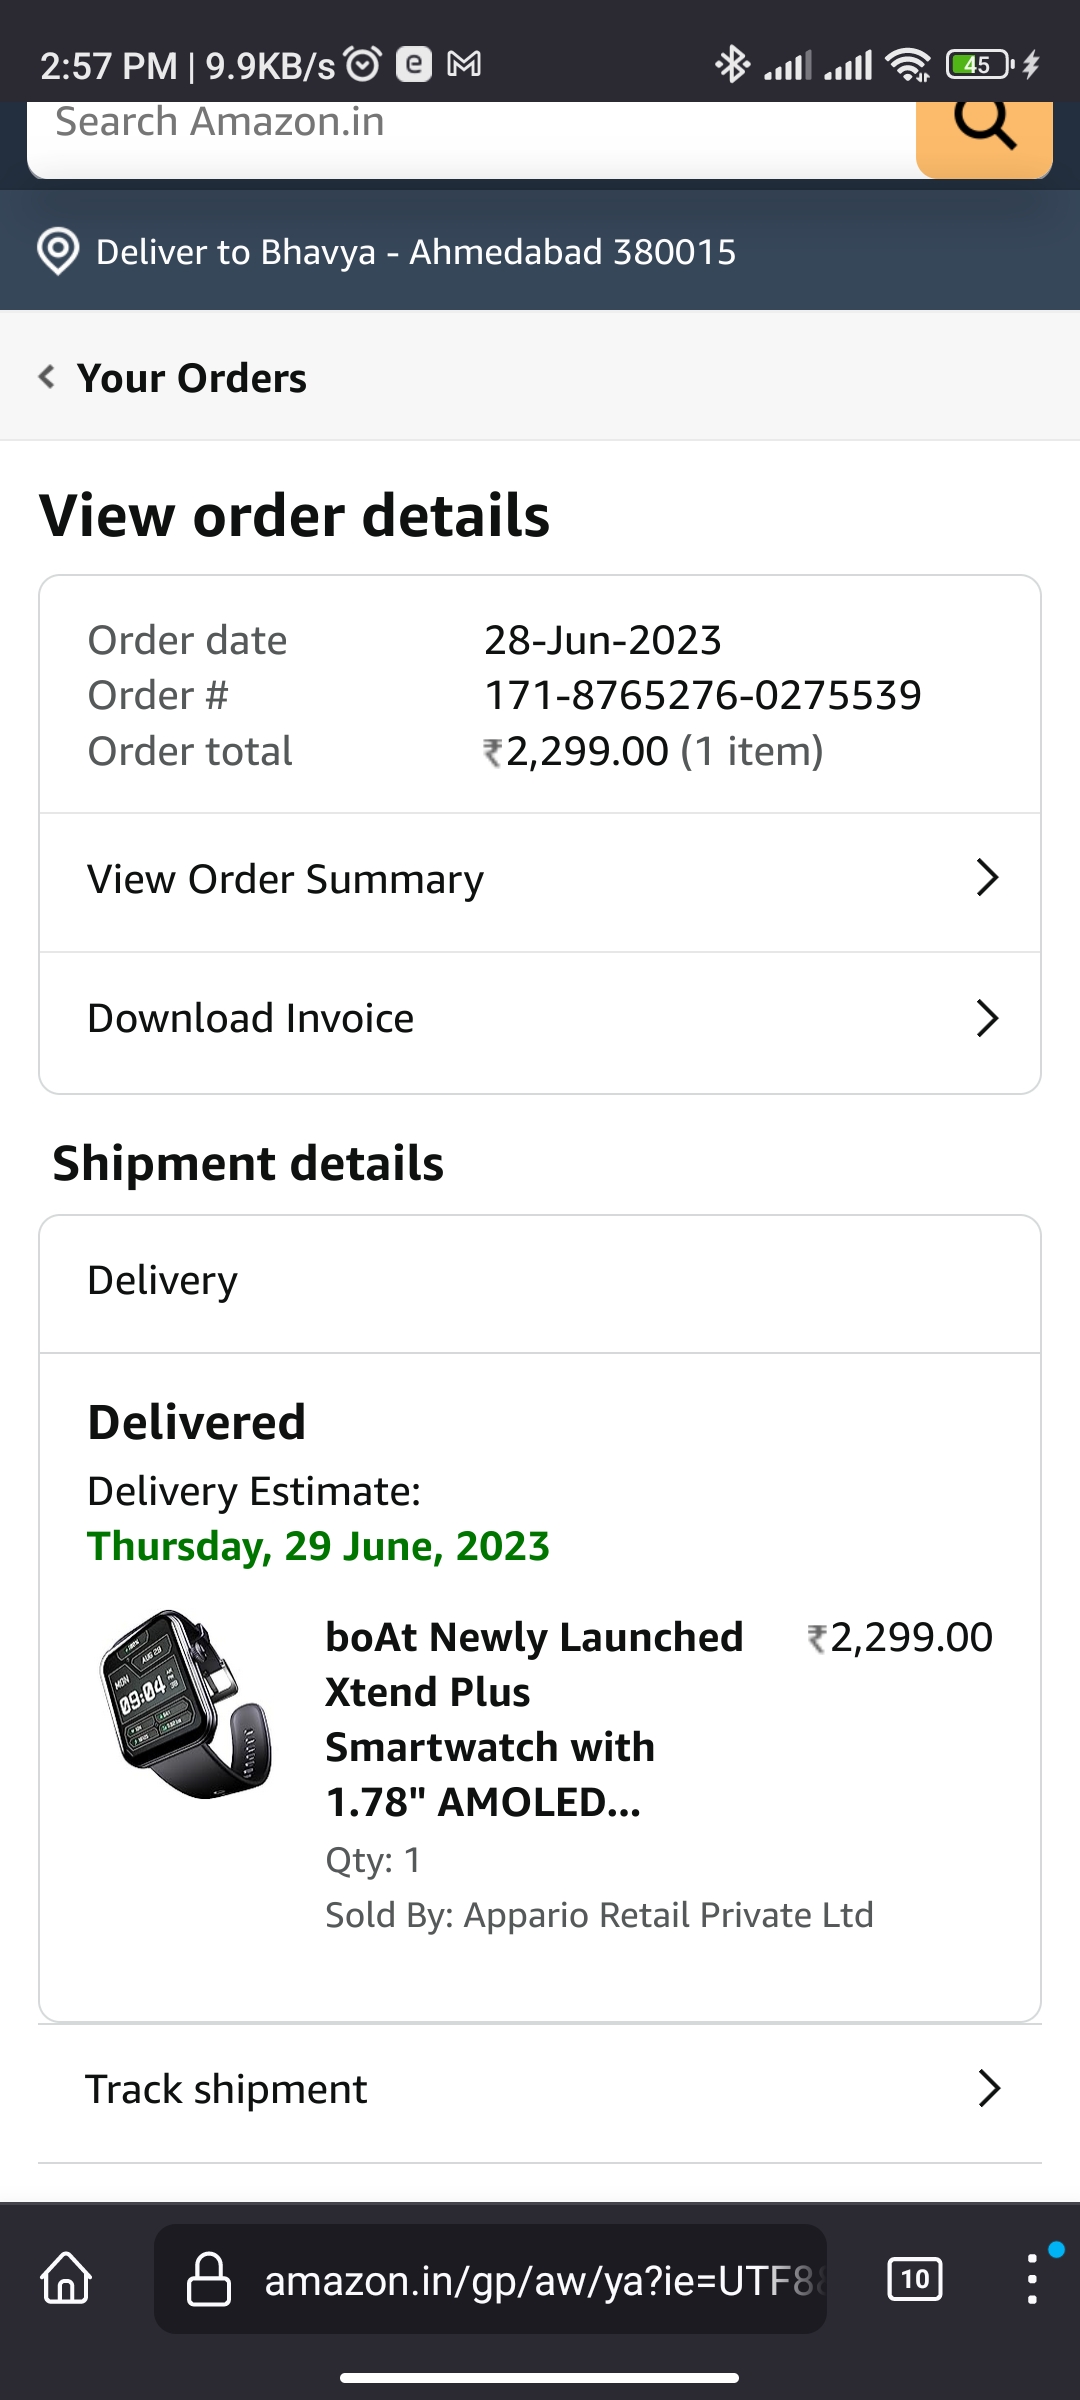 2:57 PM | 9.9KB/s e M 45
Search Amazon.in
Deliver to Bhavya - Ahmedabad 380015
Your Orders
View order details
Order date 28-Jun-2023
Order # 171-8765276-0275539
Order total ₹2,299.00 (1 item)
View Order Summary
Download Invoice
Shipment details
Delivery
Delivered
Delivery Estimate:
Thursday, 29 June, 2023
boAt Newly Launched ₹2,299.00
Xtend Plus
Smartwatch with
1.78" AMOLED...
Qty: 1
Sold By: Appario Retail Private Ltd
AUG 29
MON
09:04
Track shipment
amazon.in/gp/aw/ya?ie=UTF8
10